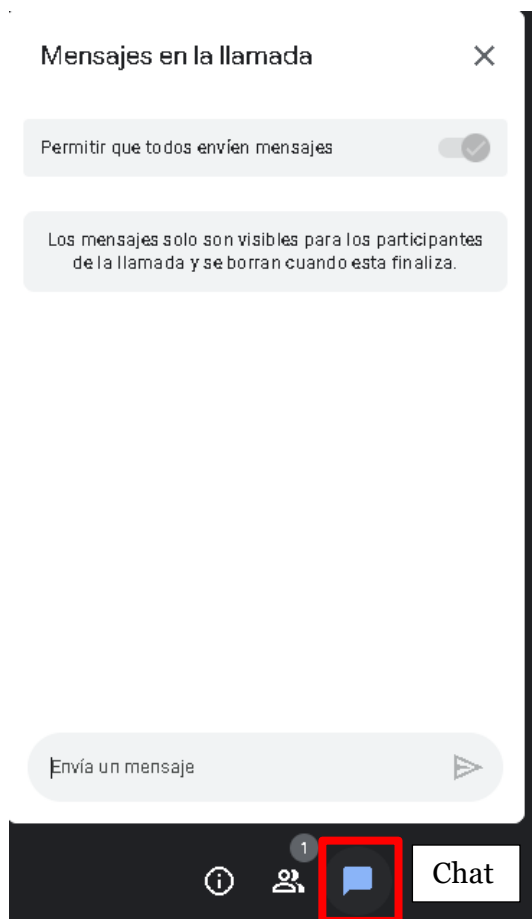 Mensajes en la llamada
Permitir que todos envíen mensajes
Los mensajes solo son visibles para los participantes
de la llamada y se borran cuando esta finaliza.
Envía un mensaje
1
Chat